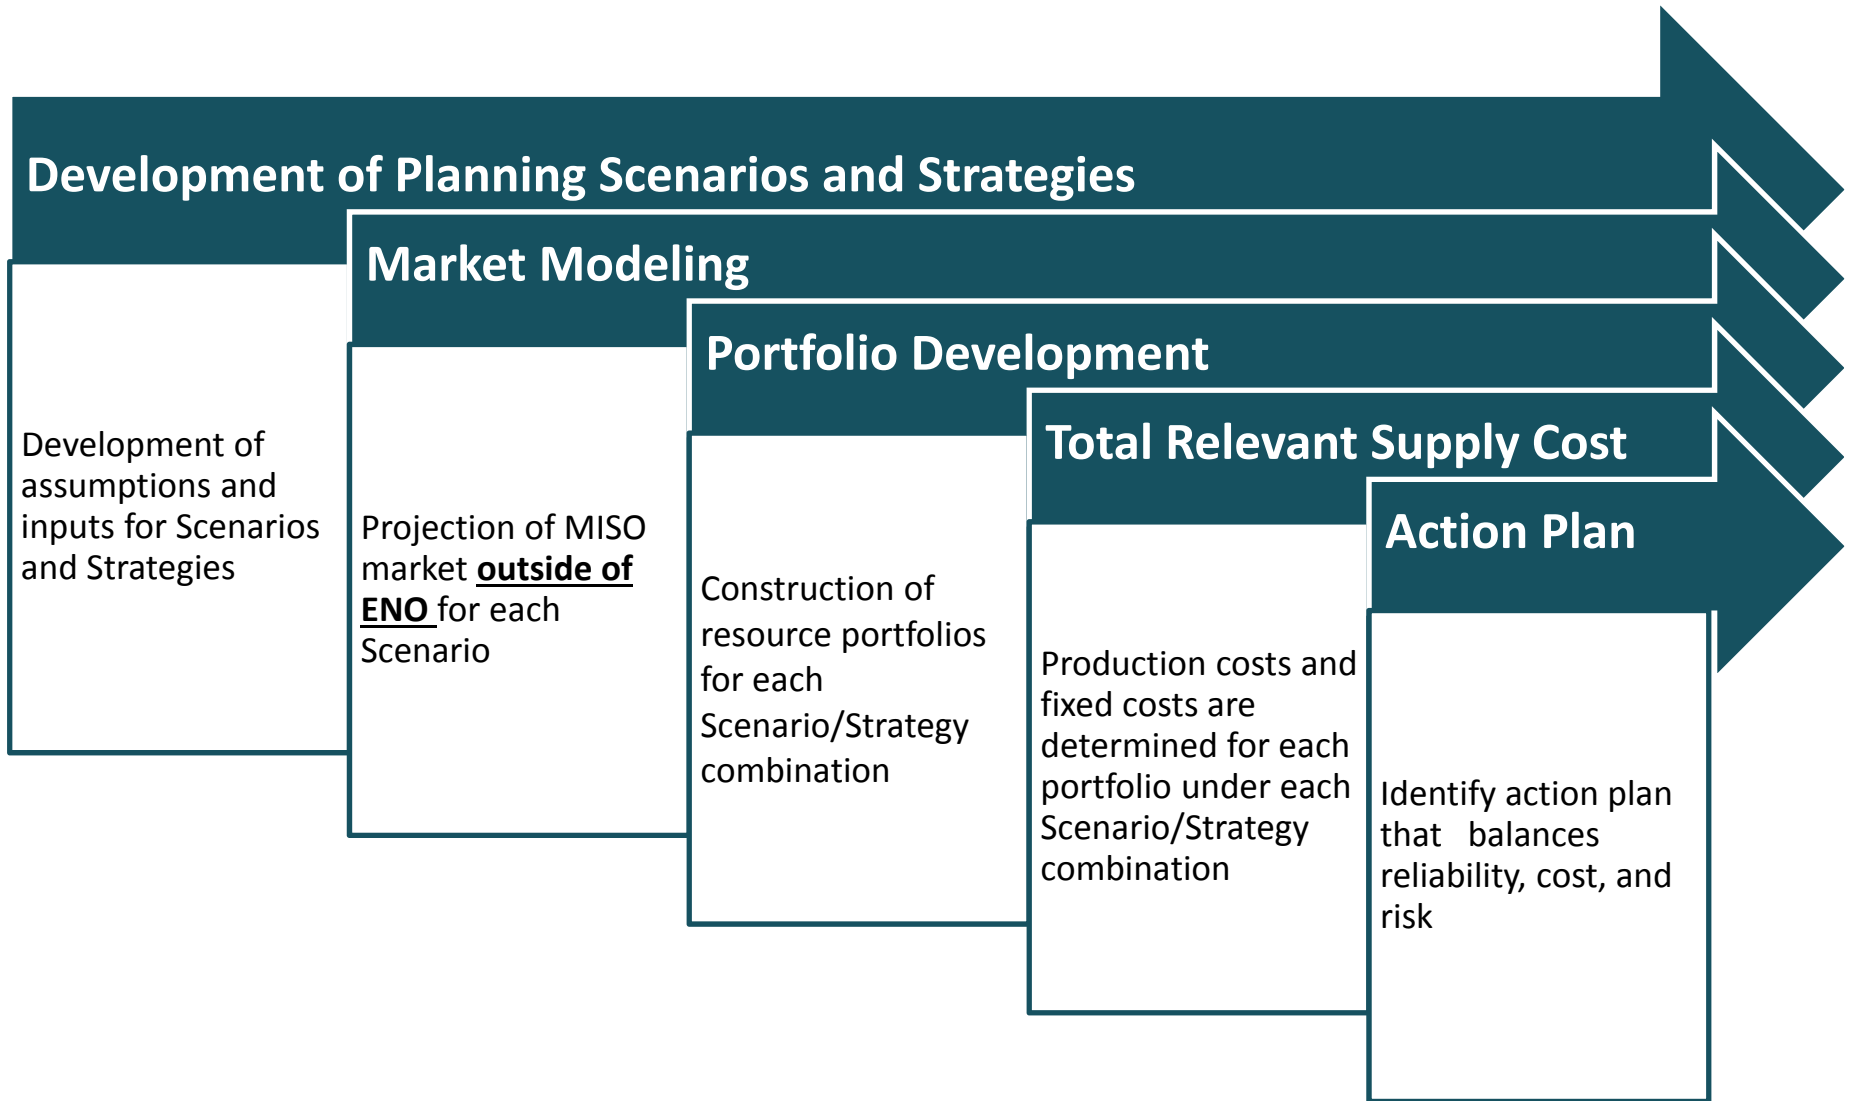 Development of Planning Scenarios and Strategies
Development of
assumptions and
inputs for Scenarios
and Strategies
Market Modeling
Projection of MISO
market outside of
ENO for each
Scenario
Portfolio Development
Construction of
resource portfolios
for each
Scenario/Strategy
combination
Total Relevant Supply Cost
Production costs and
fixed costs are
determined for each
portfolio under each
Scenario/Strategy
combination
Action Plan
Identify action plan
that balances
reliability, cost, and
risk